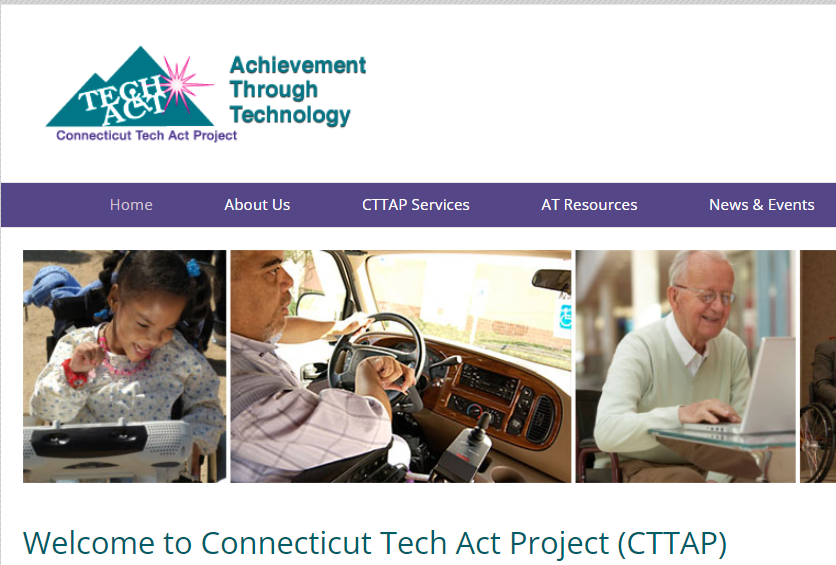 TECH
&
ACT
Connecticut Tech Act Project
Achievement
Through
Technology
Home
About Us
CTTAP Services
AT Resources
News & Events
Welcome to Connecticut Tech Act Project (CTTAP)